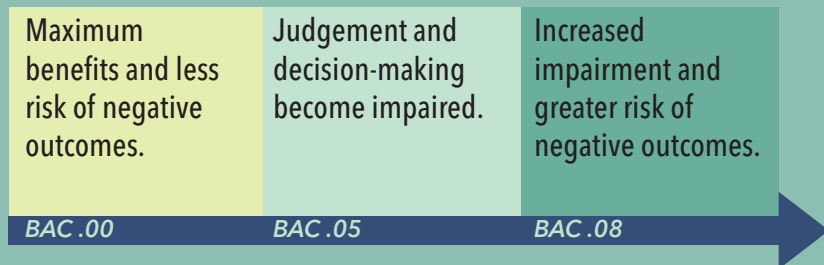 Maximum
benefits and less
risk of negative
outcomes.
Judgement and
decision-making
become impaired.
Increased
impairment and
greater risk of
negative outcomes.
BAC .00
BAC .05
BAC .08